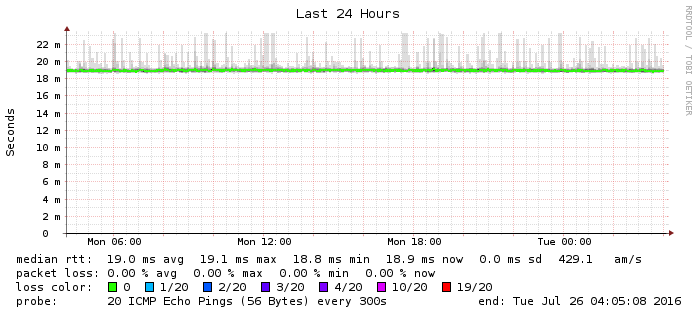 Last 24 Hours
RRDTOOL / TOBI OETIKER
Seconds
22 m
20 m
18 m
16 m
14 m
12 m
10 m
8 m
6 m
4 m
2 m
0
Mon 06:00 Mon 12:00 Mon 18:00 Tue 00:00
median rtt: 19.0 ms avg 19.1 ms max 18.8 ms min 18.9 ms now 0.0 ms sd 429.1 am/s
packet loss: 0.00 % avg 0.00 % max 0.00 % min 0.00 % now
loss color: 0 1/20 2/20 3/20 4/20 10/20 19/20
probe: 20 ICMP Echo Pings (56 Bytes) every 300s end: Tue Jul 26 04:05:08 2016